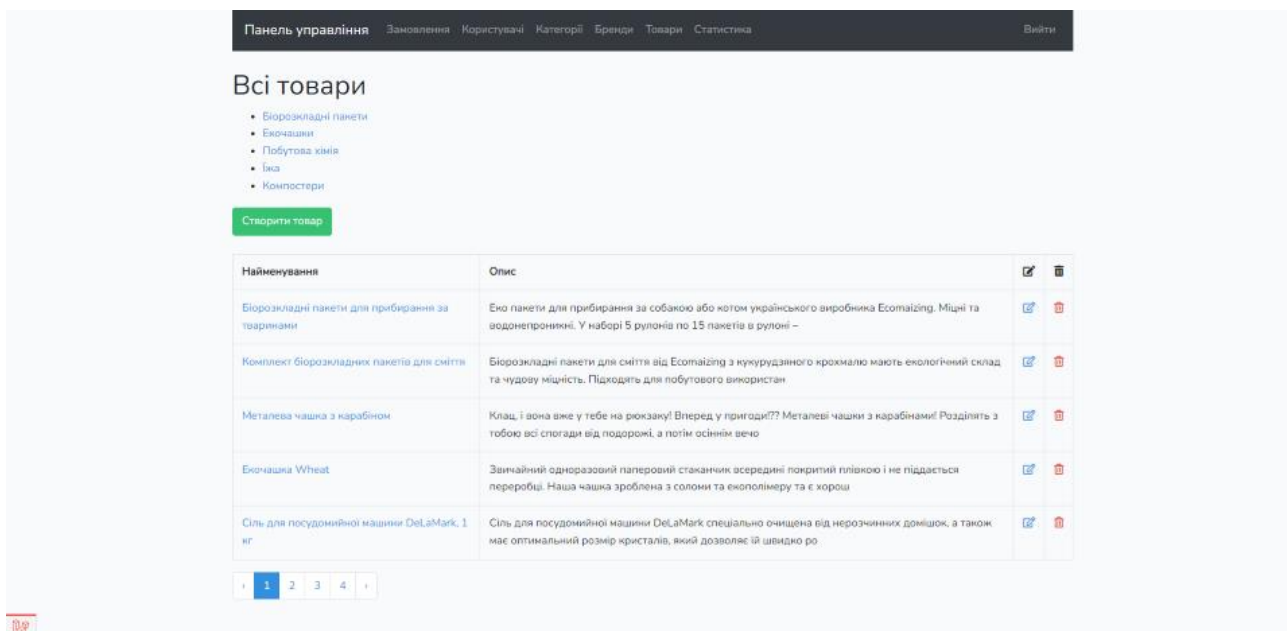 Панель управління Замовлення Користувачі Категорії Бренди Товари Статистика Вийти
Всі товари
Біорозкладні пакети
Екочашки
Побутова хімія
Їжа
Компостери
Створити товар
Найменування Опис
Біорозкладні пакети для прибирання за
тваринами
Еко пакети для прибирання за собакою або котом українського виробника Ecomaizing. Міцні та
водонепроникні. У наборі 5 рулонів по 15 пакетів в рулоні –
Комплект біорозкладних пакетів для сміття
Біорозкладні пакети для сміття від Ecomaizing з кукурудзяного крохмалю мають екологічний склад
та чудову міцність. Підходять для побутового використан
Металева чашка з карабіном
Клац, і вона вже у тебе на рюкзаку! Вперед у пригоди!?? Металеві чашки з карабінами! Розділять з
тобою всі спогади від подорожі, а потім осіннім вечо
Екочашка Wheat
Звичайний одноразовий паперовий стаканчик всередині покритий плівкою і не піддається
переробці. Наша чашка зроблена з соломи та екополімеру та є хорош
Сіль для посудомийної машини DeLaMark, 1
кг
Сіль для посудомийної машини DeLaMark спеціально очищена від нерозчинних домішок, а також
має оптимальний розмір кристалів, який дозволяє їй швидко ро
‹ 1 2 3 4 ›